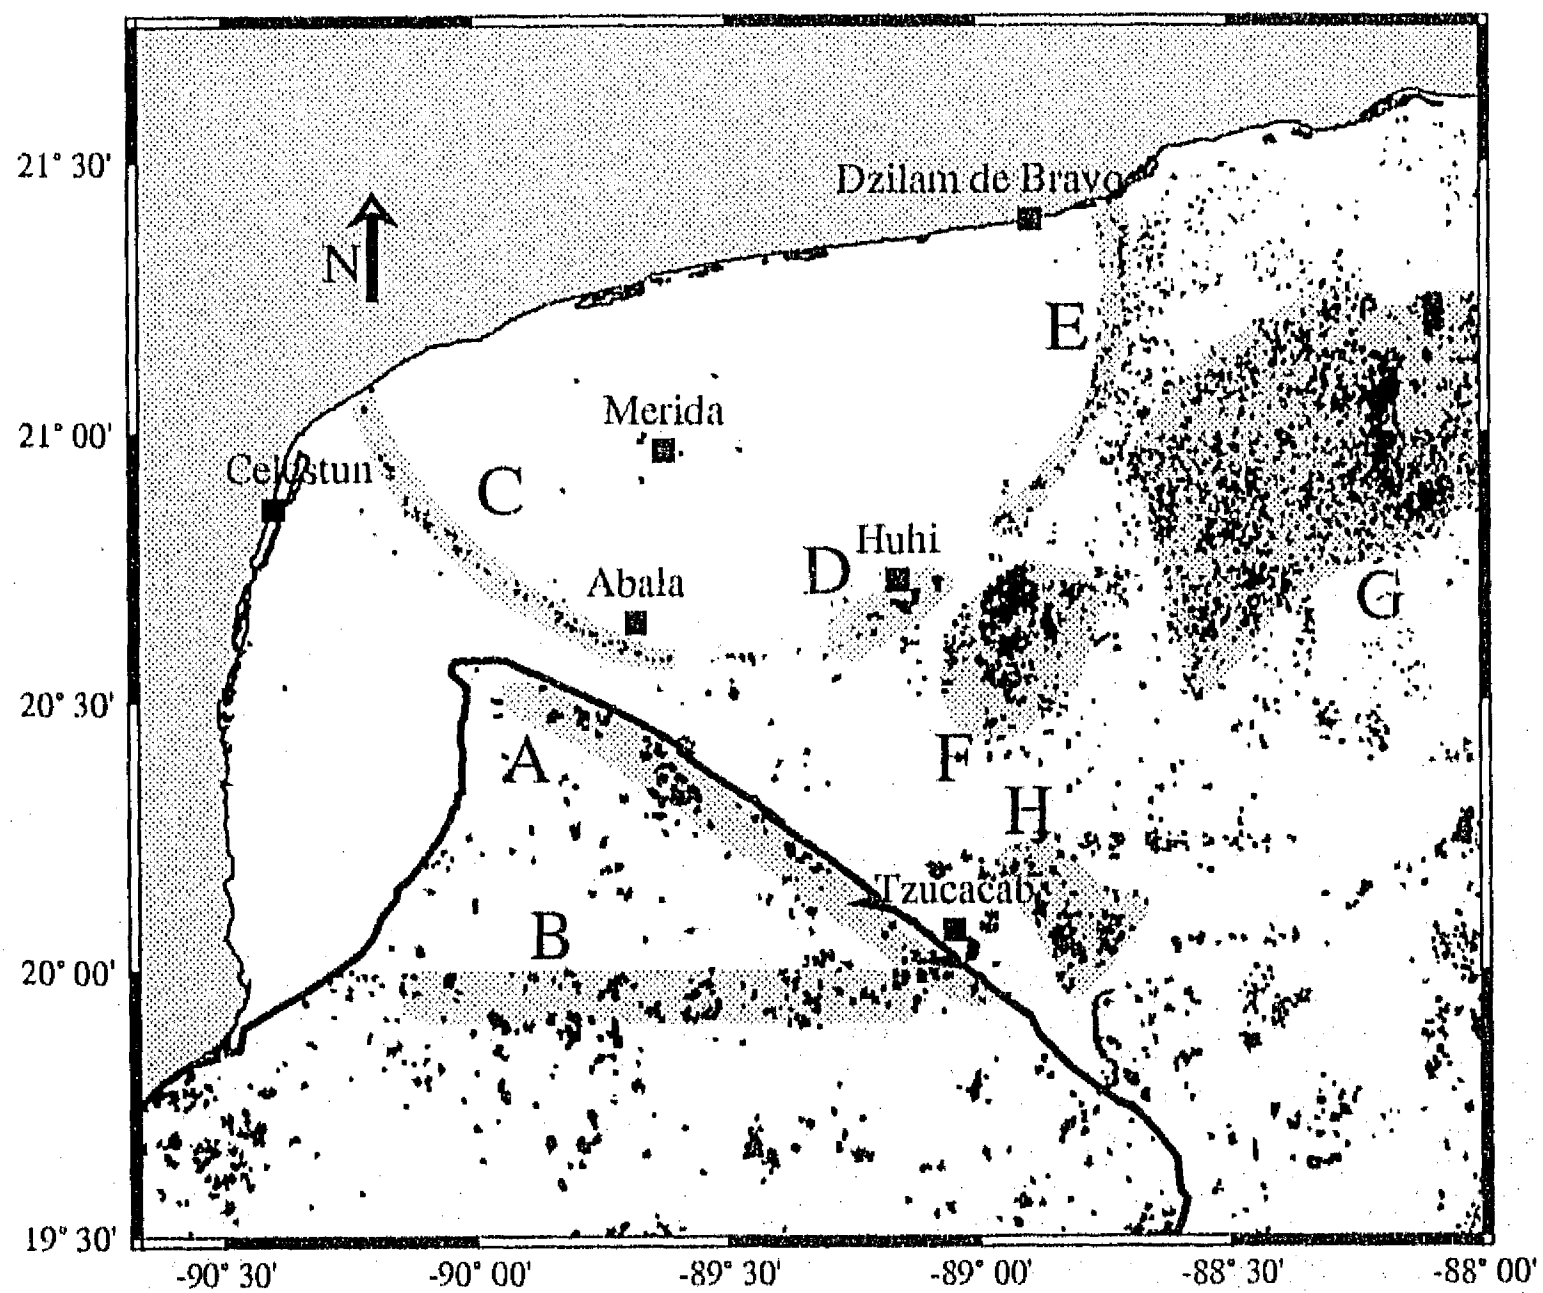 21° 30'
Dzilam de Bravo
N
E
Merida
21° 00'
Celestun
C
Huhi
D
Abala
G
20° 30'
A
F
H
Tzucacab
B
20° 00'
19° 30'
-90° 30'
-90° 00'
-89° 30'
-89° 00'
-88° 30'
-88° 00'